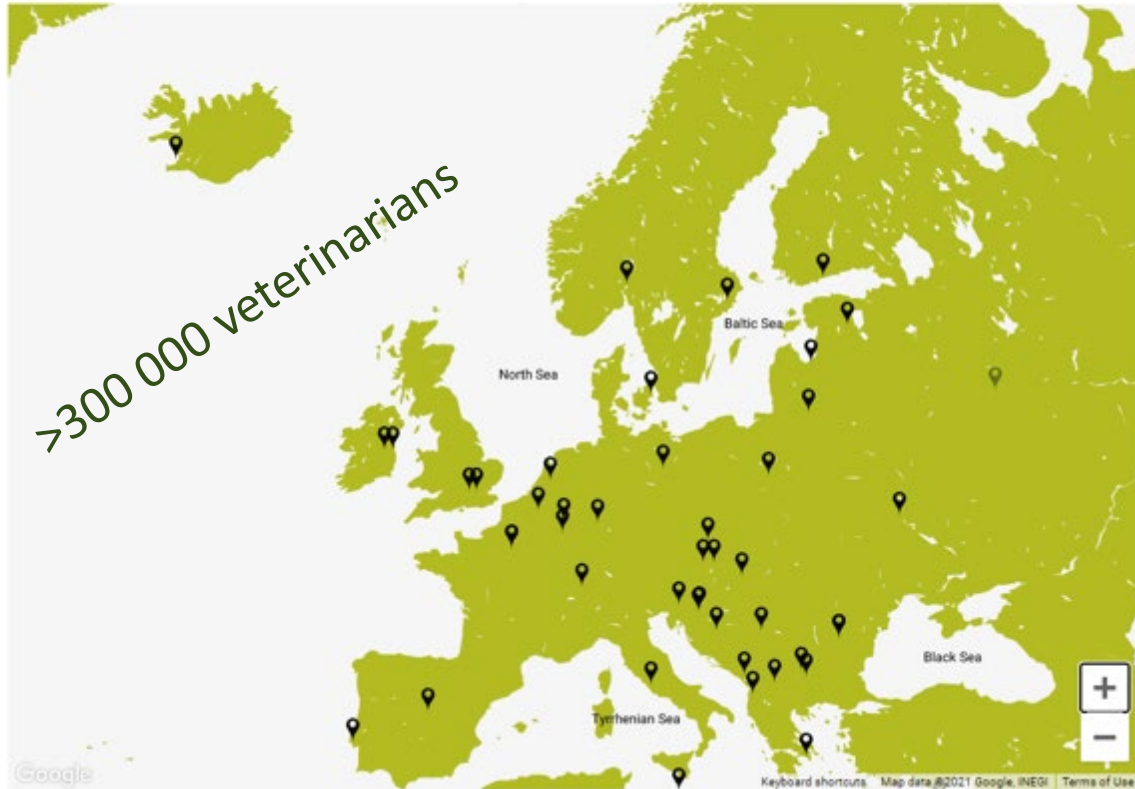 >300 000 veterinarians
Baltic Sea
North Sea
Black Sea
Tyrrhenian Sea
+
−
Google
Keyboard shortcuts
Map data ©2021 Google, INEGI
Terms of Use